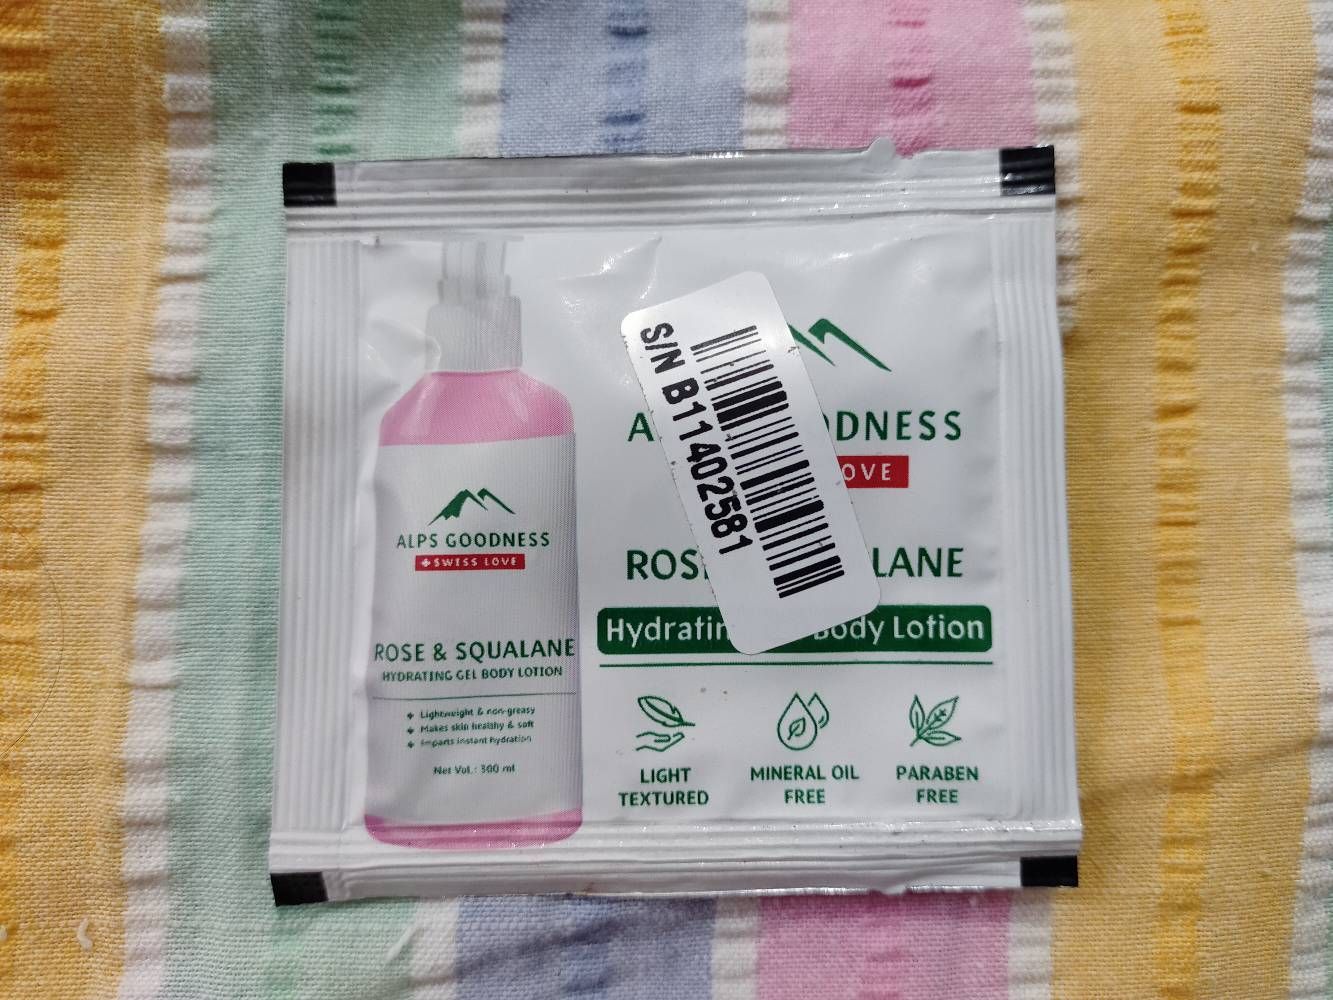 ALPS GOODNESS
SWISS LOVE
ROSE & SQUALANE
HYDRATING GEL BODY LOTION
Lightweight & non-greasy
Makes skin healthy & soft
Imparts instant hydration
Net Vol.: 300 ml
S/N B11402581
A ODNESS
OVE
ROS LANE
Hydratin Body Lotion
LIGHT
TEXTURED
MINERAL OIL
FREE
PARABEN
FREE